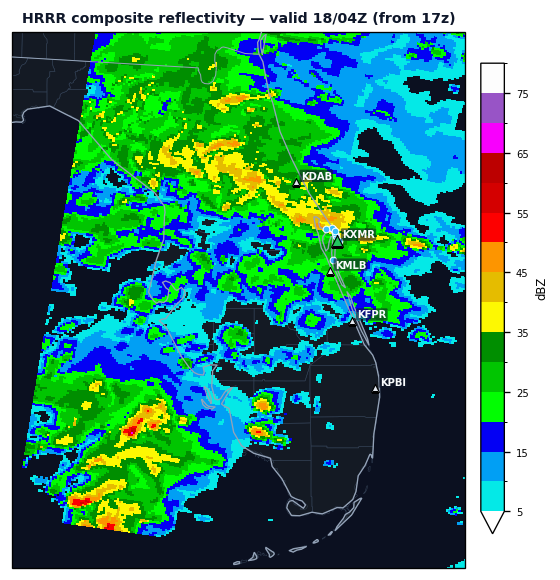 HRRR composite reflectivity — valid 18/04Z (from 17z)
KDAB
KXMR
KMLB
KFPR
KPBI
75
65
55
45
35
25
15
5
dBZ